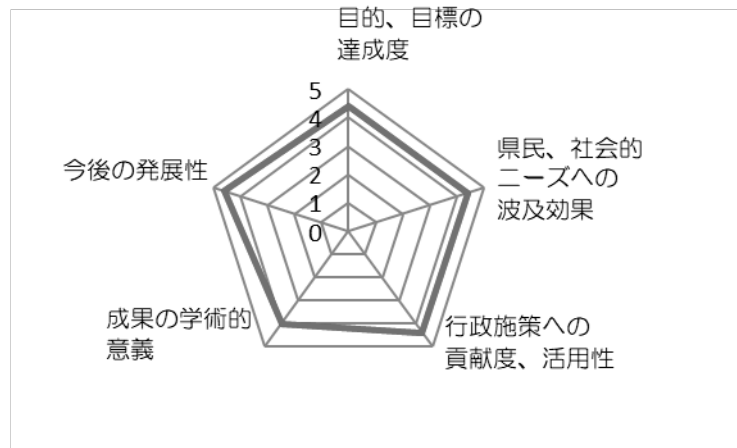 目的、目標の
達成度
5
4
3
2
1
0
県民、社会的
ニーズへの
波及効果
今後の発展性
成果の学術的
意義
行政施策への
貢献度、活用性